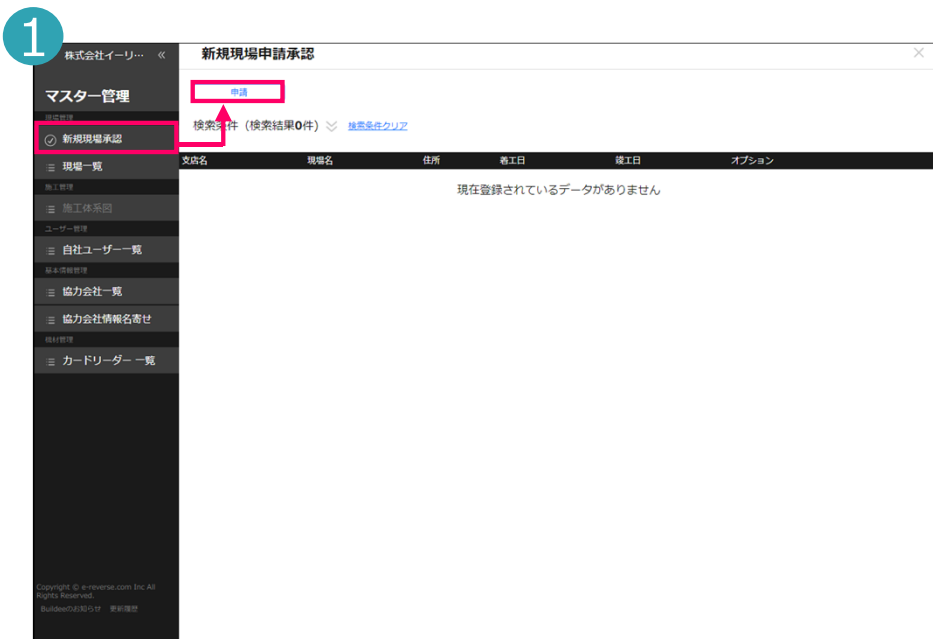 1
株式会社イーリ… «
新規現場申請承認
マスター管理
申請
現場管理
検索条件（検索結果0件） 検索条件クリア
新規現場承認
支店名 現場名 住所 着工日 竣工日 オプション
現場一覧
現在登録されているデータがありません
施工管理
施工体系図
ユーザー管理
自社ユーザー一覧
基本情報管理
協力会社一覧
協力会社情報名寄せ
機材管理
カードリーダー 一覧
Copyright © e-reverse.com Inc All
Rights Reserved.
Buildeeのお知らせ 更新履歴